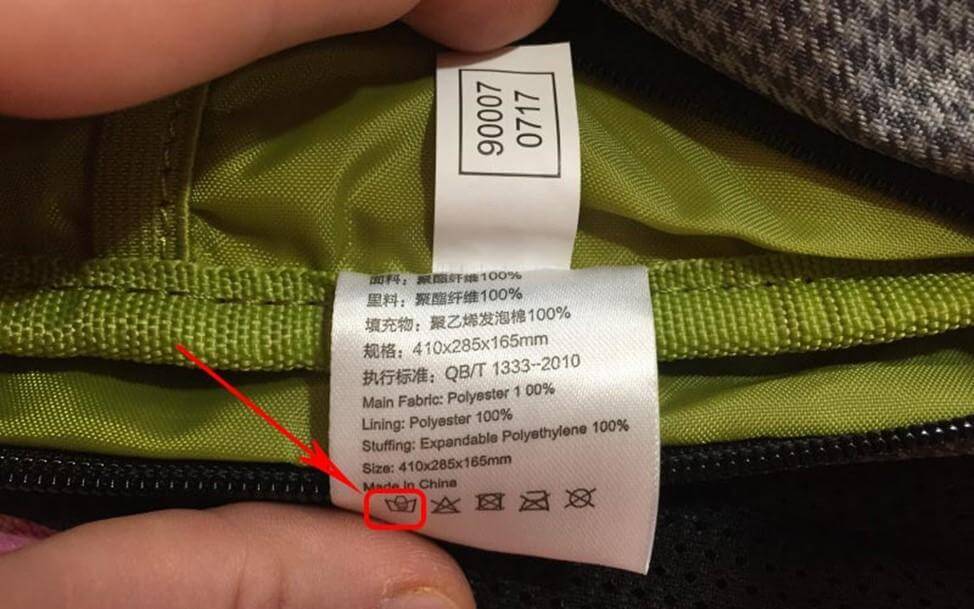 90007
0717
面料：聚酯纤维100%
里料：聚酯纤维100%
填充物：聚乙烯发泡棉100%
规格：410x285x165mm
执行标准：QB/T 1333--2010
Main Fabric: Polyester 1 00%
Lining: Polyester 100%
Stuffing: Expandable Polyethylene 100%
Size: 410x285x165mm
Made In China